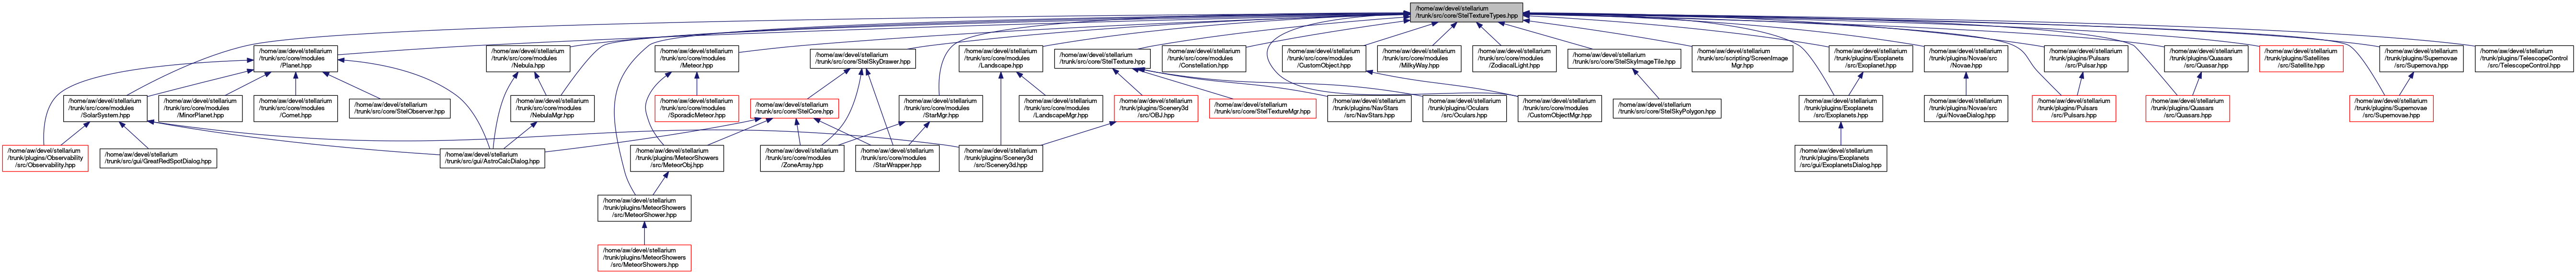 /home/aw/devel/stellarium
/trunk/src/core/StelTextureTypes.hpp
/home/aw/devel/stellarium
/trunk/src/core/modules
/Planet.hpp
/home/aw/devel/stellarium
/trunk/src/core/modules
/Nebula.hpp
/home/aw/devel/stellarium
/trunk/src/core/modules
/Meteor.hpp
/home/aw/devel/stellarium
/trunk/src/core/StelSkyDrawer.hpp
/home/aw/devel/stellarium
/trunk/src/core/modules
/Landscape.hpp
/home/aw/devel/stellarium
/trunk/src/core/StelTexture.hpp
/home/aw/devel/stellarium
/trunk/src/core/modules
/Constellation.hpp
/home/aw/devel/stellarium
/trunk/src/core/modules
/CustomObject.hpp
/home/aw/devel/stellarium
/trunk/src/core/modules
/MilkyWay.hpp
/home/aw/devel/stellarium
/trunk/src/core/modules
/ZodiacalLight.hpp
/home/aw/devel/stellarium
/trunk/src/core/StelSkyImageTile.hpp
/home/aw/devel/stellarium
/trunk/src/scripting/ScreenImage
Mgr.hpp
/home/aw/devel/stellarium
/trunk/plugins/Exoplanets
/src/Exoplanet.hpp
/home/aw/devel/stellarium
/trunk/plugins/Novae/src
/Novae.hpp
/home/aw/devel/stellarium
/trunk/plugins/Pulsars
/src/Pulsar.hpp
/home/aw/devel/stellarium
/trunk/plugins/Quasars
/src/Quasar.hpp
/home/aw/devel/stellarium
/trunk/plugins/Satellites
/src/Satellite.hpp
/home/aw/devel/stellarium
/trunk/plugins/Supernovae
/src/Supernova.hpp
/home/aw/devel/stellarium
/trunk/plugins/TelescopeControl
/src/TelescopeControl.hpp
/home/aw/devel/stellarium
/trunk/src/core/modules
/SolarSystem.hpp
/home/aw/devel/stellarium
/trunk/src/core/modules
/MinorPlanet.hpp
/home/aw/devel/stellarium
/trunk/src/core/modules
/Comet.hpp
/home/aw/devel/stellarium
/trunk/src/core/StelObserver.hpp
/home/aw/devel/stellarium
/trunk/src/core/modules
/NebulaMgr.hpp
/home/aw/devel/stellarium
/trunk/src/core/modules
/SporadicMeteor.hpp
/home/aw/devel/stellarium
/trunk/src/core/StelCore.hpp
/home/aw/devel/stellarium
/trunk/src/core/modules
/StarMgr.hpp
/home/aw/devel/stellarium
/trunk/src/core/modules
/LandscapeMgr.hpp
/home/aw/devel/stellarium
/trunk/plugins/Scenery3d
/src/OBJ.hpp
/home/aw/devel/stellarium
/trunk/src/core/StelTextureMgr.hpp
/home/aw/devel/stellarium
/trunk/plugins/NavStars
/src/NavStars.hpp
/home/aw/devel/stellarium
/trunk/plugins/Oculars
/src/Oculars.hpp
/home/aw/devel/stellarium
/trunk/src/core/modules
/CustomObjectMgr.hpp
/home/aw/devel/stellarium
/trunk/src/core/StelSkyPolygon.hpp
/home/aw/devel/stellarium
/trunk/plugins/Exoplanets
/src/Exoplanets.hpp
/home/aw/devel/stellarium
/trunk/plugins/Novae/src
/gui/NovaeDialog.hpp
/home/aw/devel/stellarium
/trunk/plugins/Pulsars
/src/Pulsars.hpp
/home/aw/devel/stellarium
/trunk/plugins/Quasars
/src/Quasars.hpp
/home/aw/devel/stellarium
/trunk/plugins/Supernovae
/src/Supernovae.hpp
/home/aw/devel/stellarium
/trunk/plugins/Observability
/src/Observability.hpp
/home/aw/devel/stellarium
/trunk/src/gui/GreatRedSpotDialog.hpp
/home/aw/devel/stellarium
/trunk/src/gui/AstroCalcDialog.hpp
/home/aw/devel/stellarium
/trunk/plugins/MeteorShowers
/src/MeteorObj.hpp
/home/aw/devel/stellarium
/trunk/src/core/modules
/ZoneArray.hpp
/home/aw/devel/stellarium
/trunk/src/core/modules
/StarWrapper.hpp
/home/aw/devel/stellarium
/trunk/plugins/Scenery3d
/src/Scenery3d.hpp
/home/aw/devel/stellarium
/trunk/plugins/Exoplanets
/src/gui/ExoplanetsDialog.hpp
/home/aw/devel/stellarium
/trunk/plugins/MeteorShowers
/src/MeteorShower.hpp
/home/aw/devel/stellarium
/trunk/plugins/MeteorShowers
/src/MeteorShowers.hpp